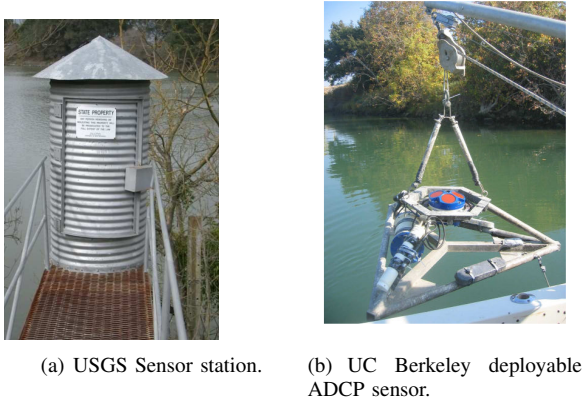 STATE PROPERTY
(a) USGS Sensor station.
(b) UC Berkeley deployable
ADCP sensor.